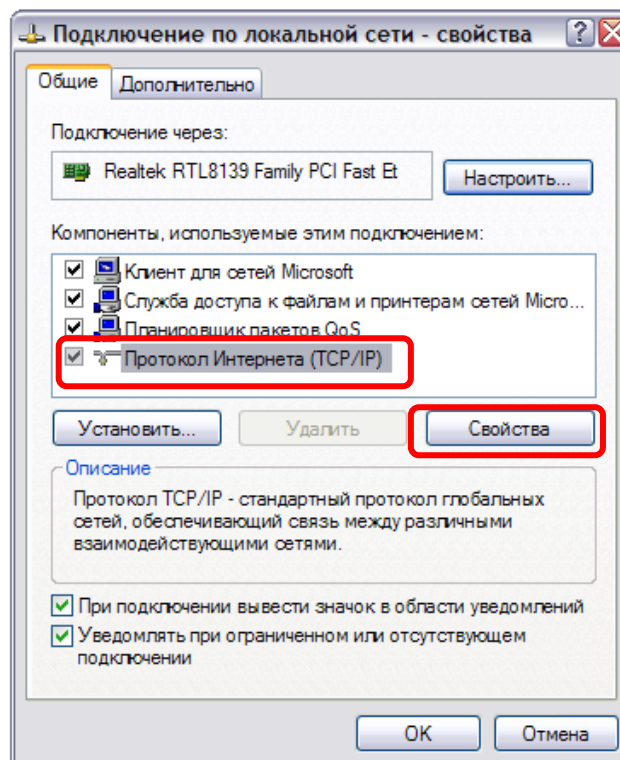 Подключение по локальной сети - свойства
Общие
Дополнительно
Подключение через:
Realtek RTL8139 Family PCI Fast Et
Настроить...
Компоненты, используемые этим подключением:
Клиент для сетей Microsoft
Служба доступа к файлам и принтерам сетей Micro...
Планировщик пакетов QoS
Протокол Интернета (TCP/IP)
Установить...
Удалить
Свойства
Описание
Протокол TCP/IP - стандартный протокол глобальных
сетей, обеспечивающий связь между различными
взаимодействующими сетями.
При подключении вывести значок в области уведомлений
Уведомлять при ограниченном или отсутствующем
подключении
OK
Отмена